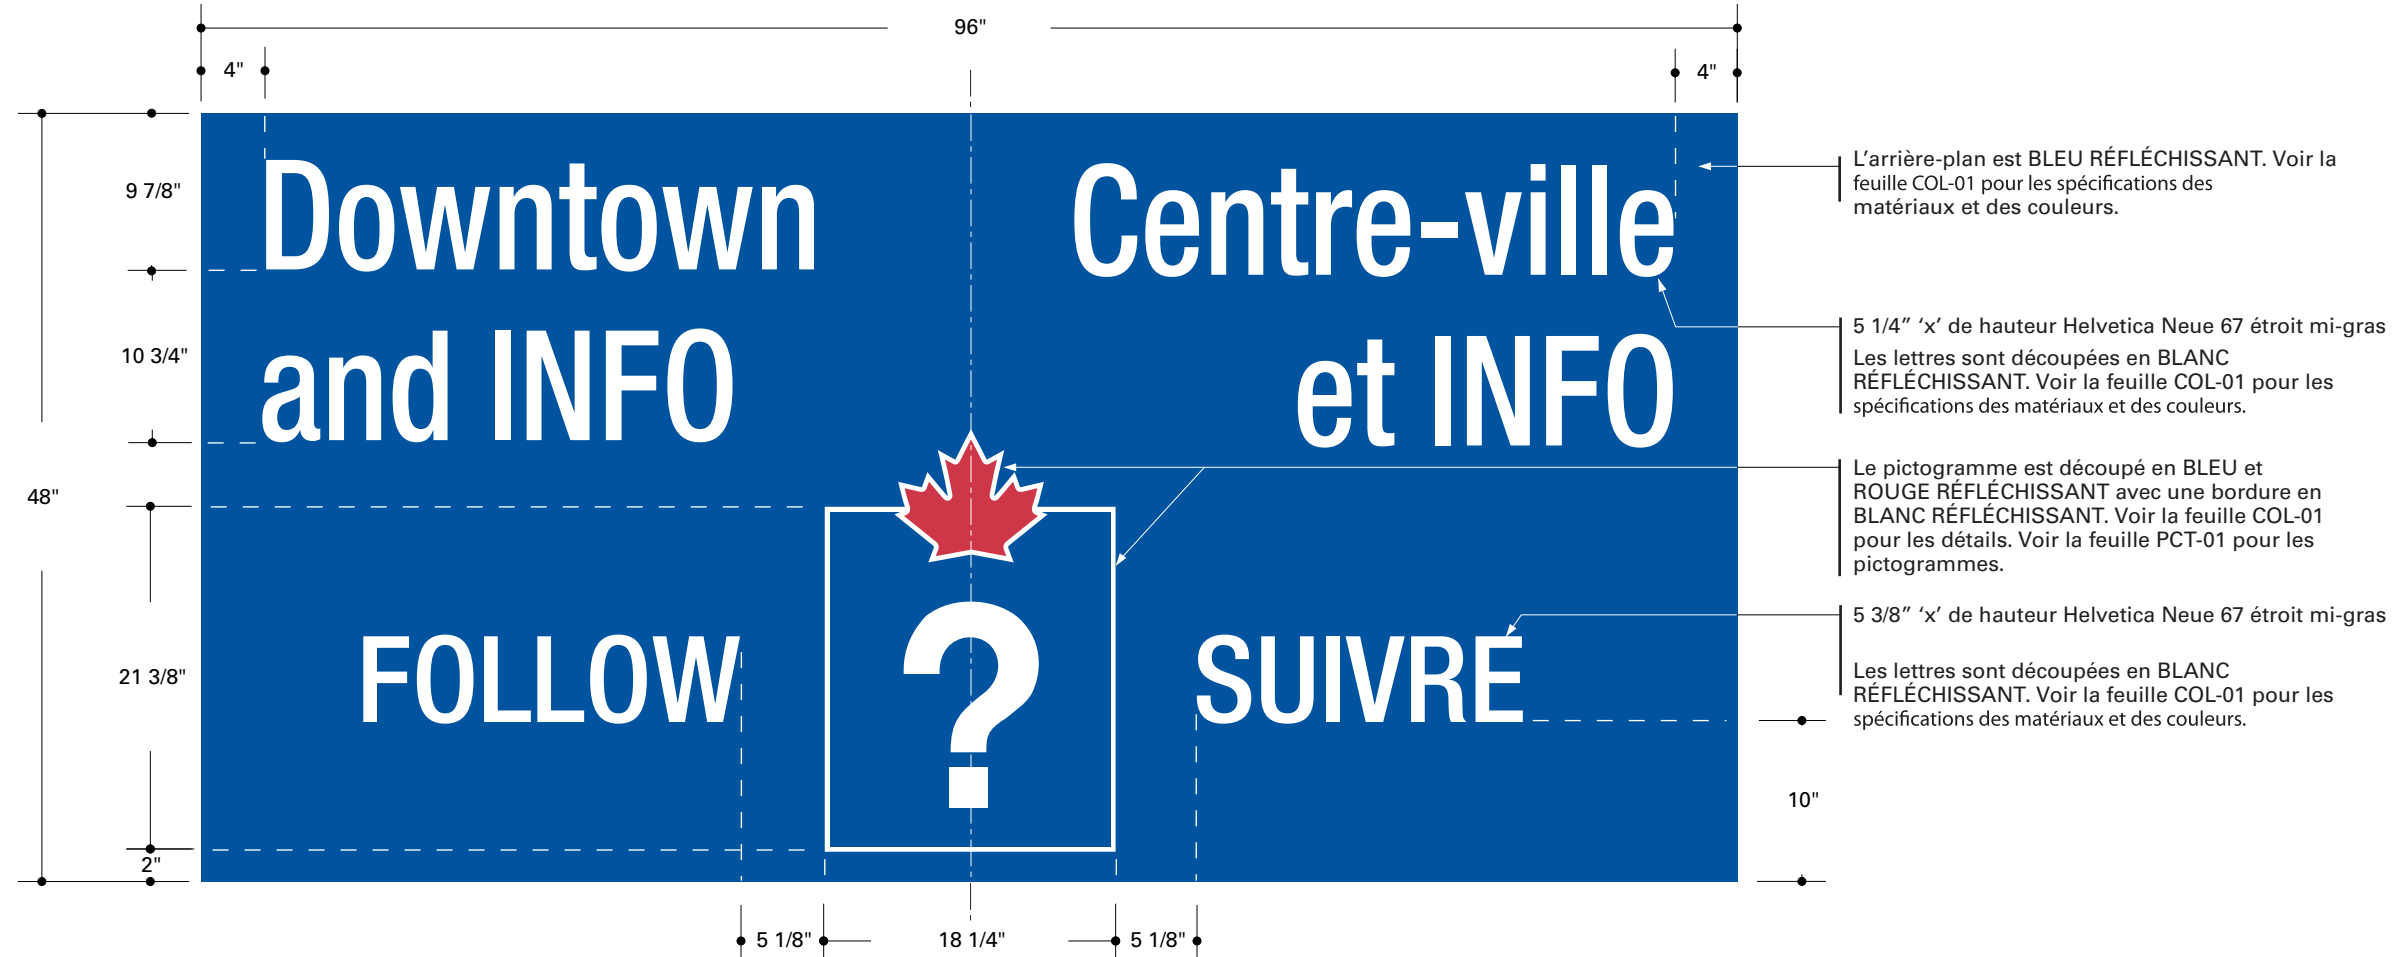 96"
4"
4"
48"
9 7/8"
10 3/4"
21 3/8"
2"
Downtown
and INFO
Centre-ville
et INFO
FOLLOW
?
SUIVRE
5 1/8"
18 1/4"
5 1/8"
10"
L’arrière-plan est BLEU RÉFLÉCHISSANT. Voir la
feuille COL-01 pour les spécifications des
matériaux et des couleurs.
5 1/4” ‘x’ de hauteur Helvetica Neue 67 étroit mi-gras
Les lettres sont découpées en BLANC
RÉFLÉCHISSANT. Voir la feuille COL-01 pour les
spécifications des matériaux et des couleurs.
Le pictogramme est découpé en BLEU et
ROUGE RÉFLÉCHISSANT avec une bordure en
BLANC RÉFLÉCHISSANT. Voir la feuille COL-01
pour les détails. Voir la feuille PCT-01 pour les
pictogrammes.
5 3/8” ‘x’ de hauteur Helvetica Neue 67 étroit mi-gras
Les lettres sont découpées en BLANC
RÉFLÉCHISSANT. Voir la feuille COL-01 pour les
spécifications des matériaux et des couleurs.